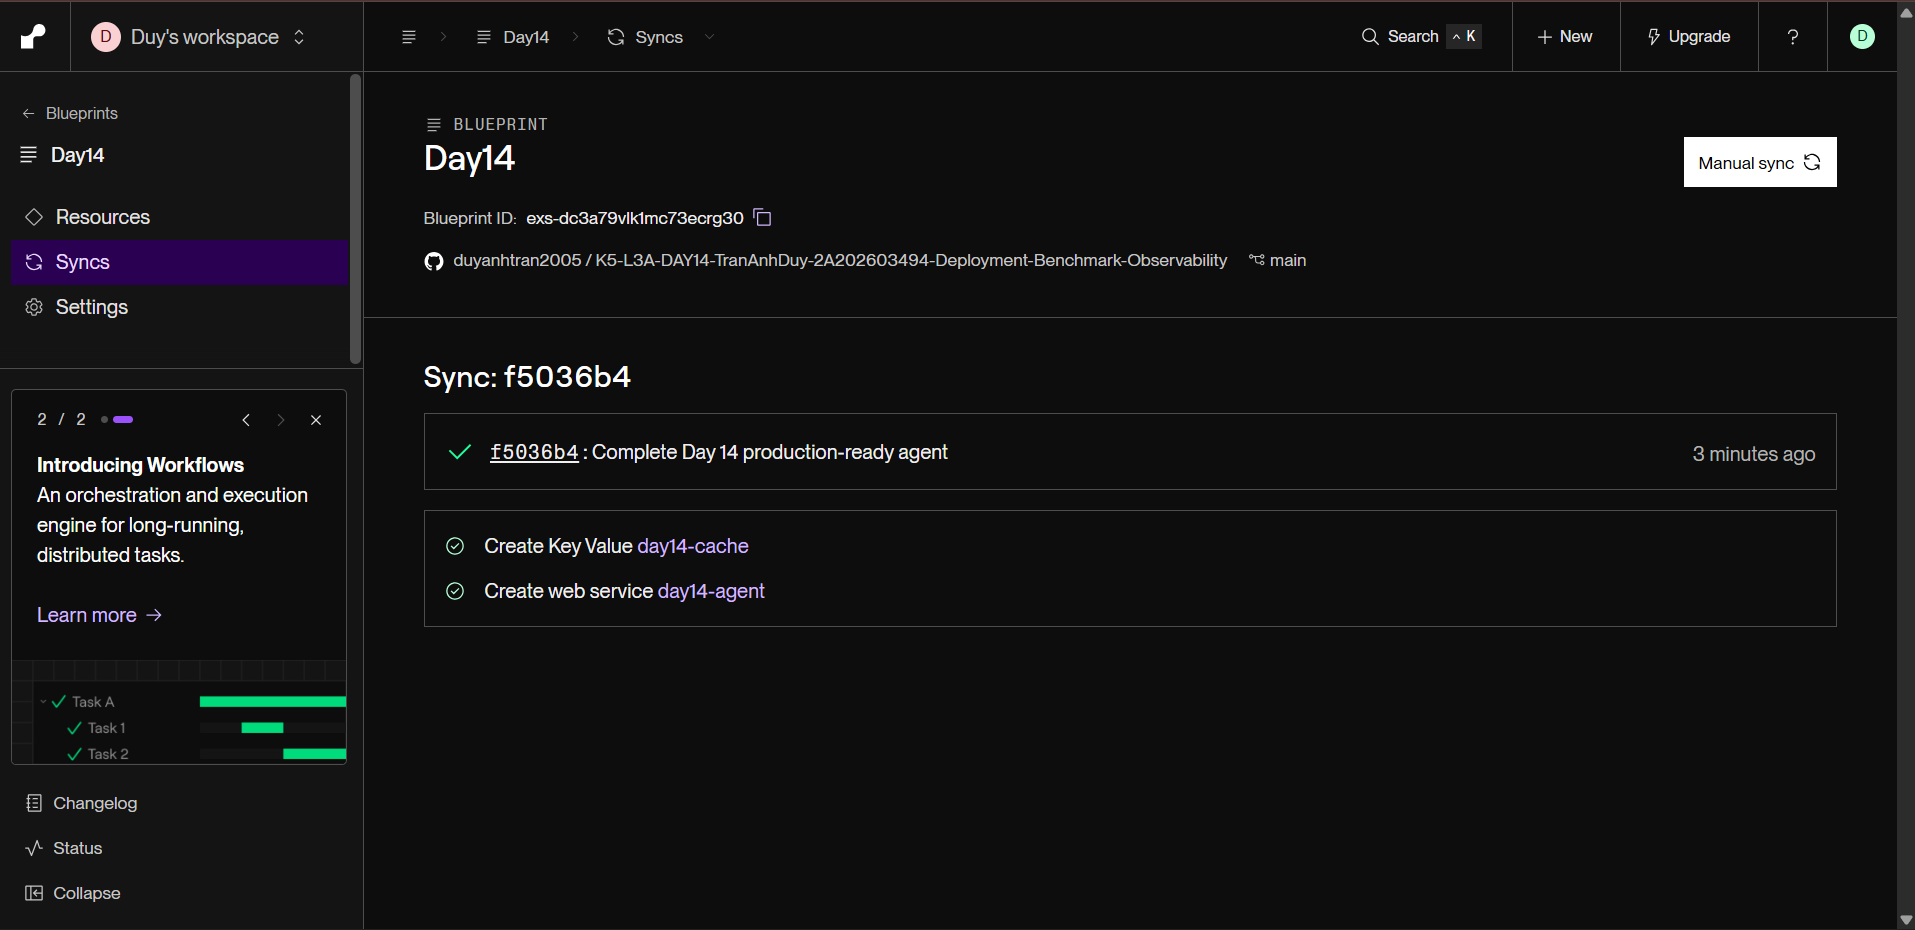 D Duy's workspace
Day14
Syncs
Search ^ K
New
Upgrade
?
D
Blueprints
Day14
Resources
Syncs
Settings
2 / 2
Introducing Workflows
An orchestration and execution
engine for long-running,
distributed tasks.
Learn more
Task A
Task 1
Task 2
Changelog
Status
Collapse
BLUEPRINT
Day14
Manual sync
Blueprint ID: exs-dc3a79vlk1mc73ecrg30
duyanhtran2005 / K5-L3A-DAY14-TranAnhDuy-2A202603494-Deployment-Benchmark-Observability main
Sync: f5036b4
f5036b4: Complete Day 14 production-ready agent
3 minutes ago
Create Key Value day14-cache
Create web service day14-agent